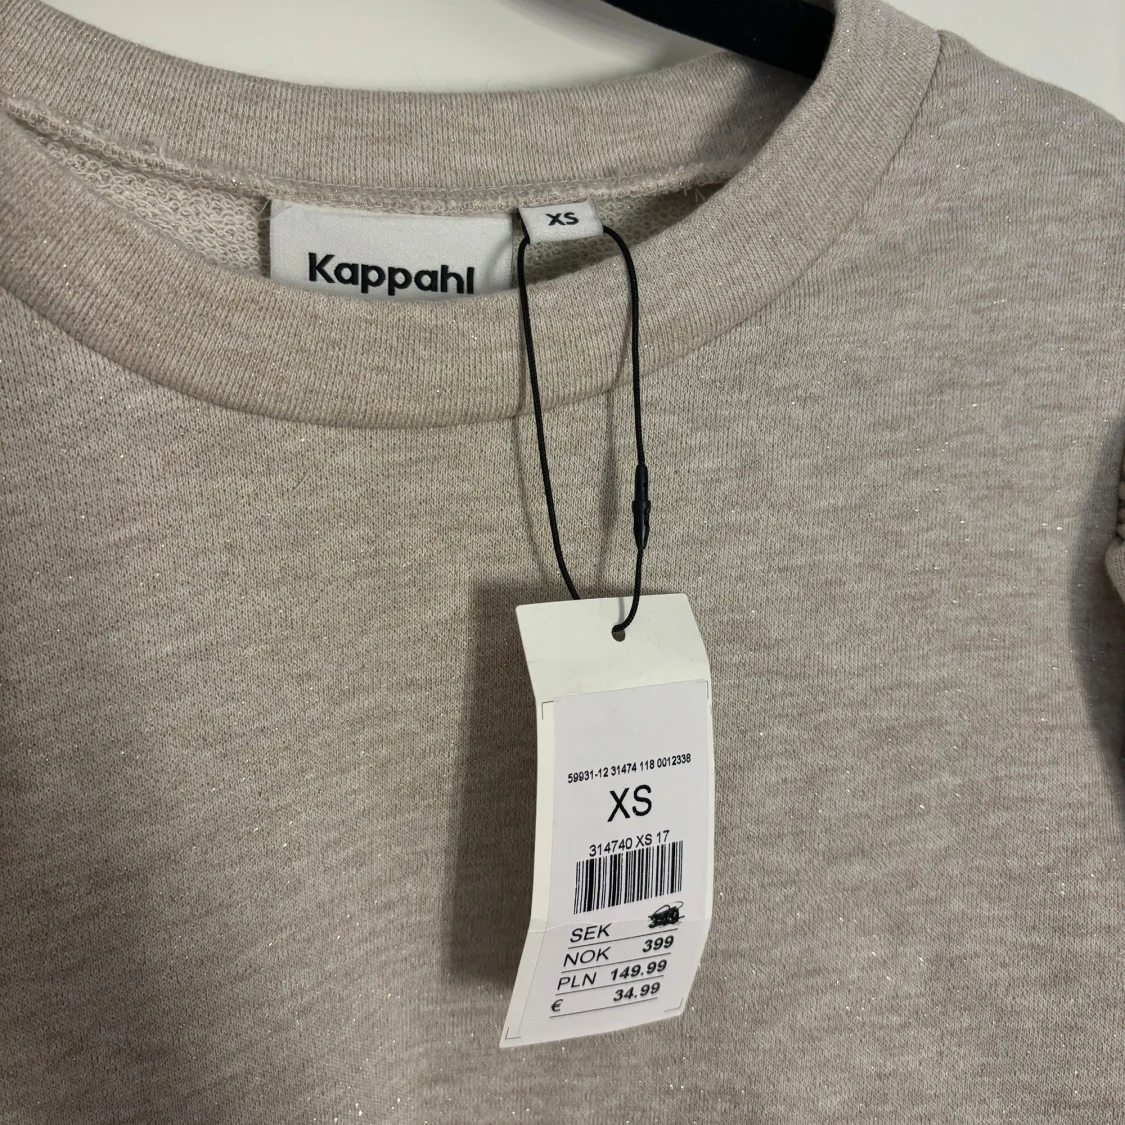 Kappahl
XS
59931-12 31474 118 0012338
XS
314740 XS 17
SEK
NOK 399
PLN 149.99
€ 34.99